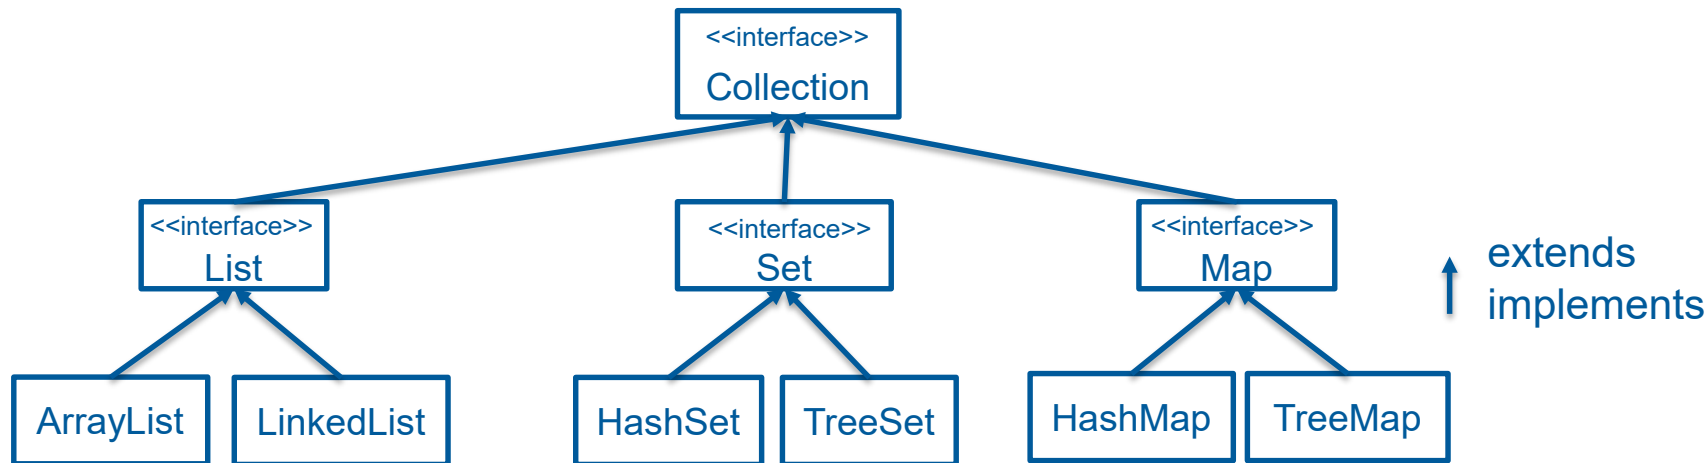 <<interface>>
Collection
<<interface>>
List
<<interface>>
Set
<<interface>>
Map
extends
implements
ArrayList
LinkedList
HashSet
TreeSet
HashMap
TreeMap